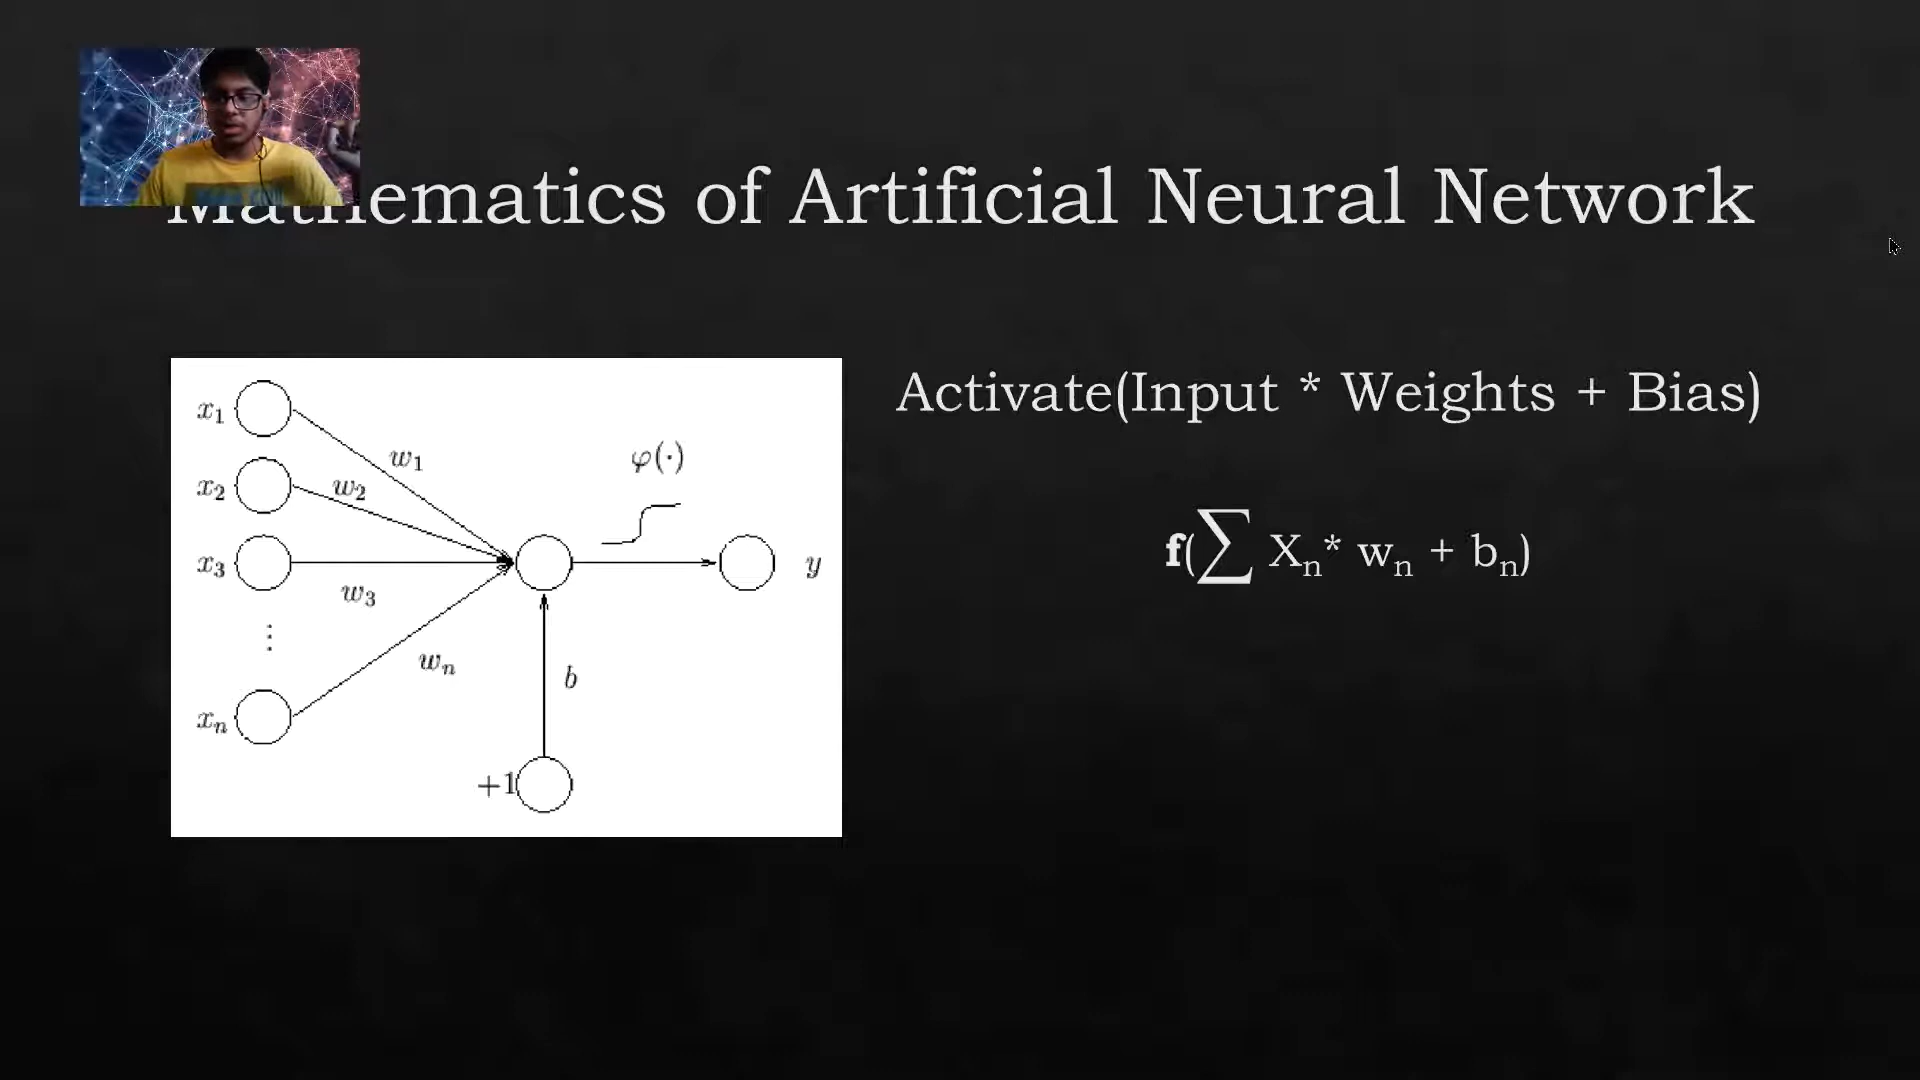 Mathematics of Artificial Neural Network
Activate(Input * Weights + Bias)
f(∑ Xn* wn + bn)
x1
w1
φ(·)
x2
w2
x3
y
w3
⋮
wn
b
xn
+1